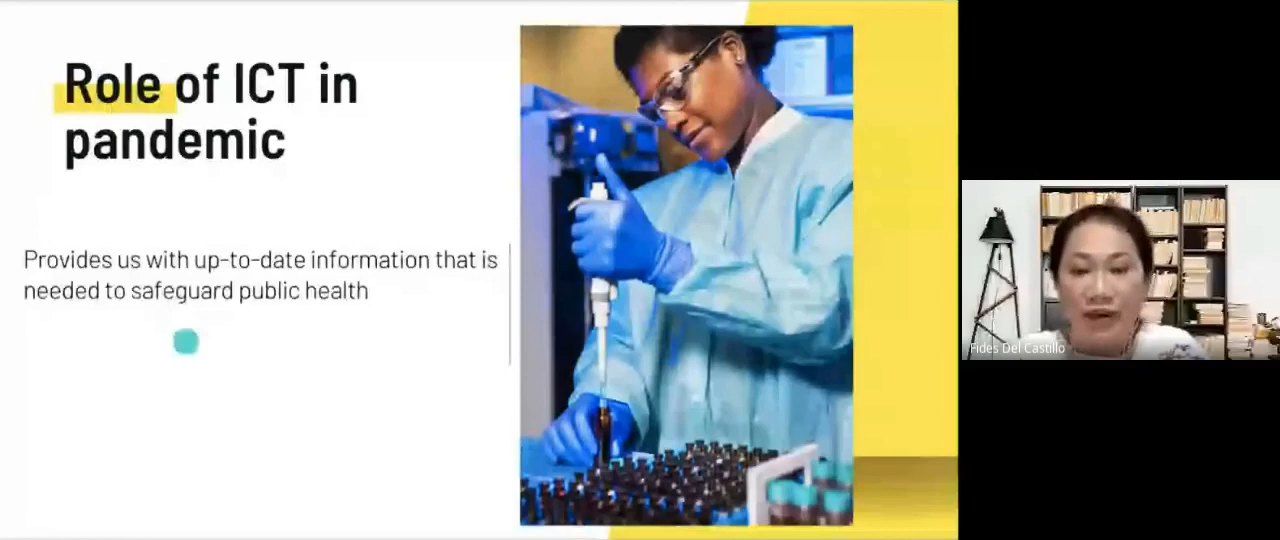 Role of ICT in
pandemic
Provides us with up-to-date information that is
needed to safeguard public health
Fides Del Castillo